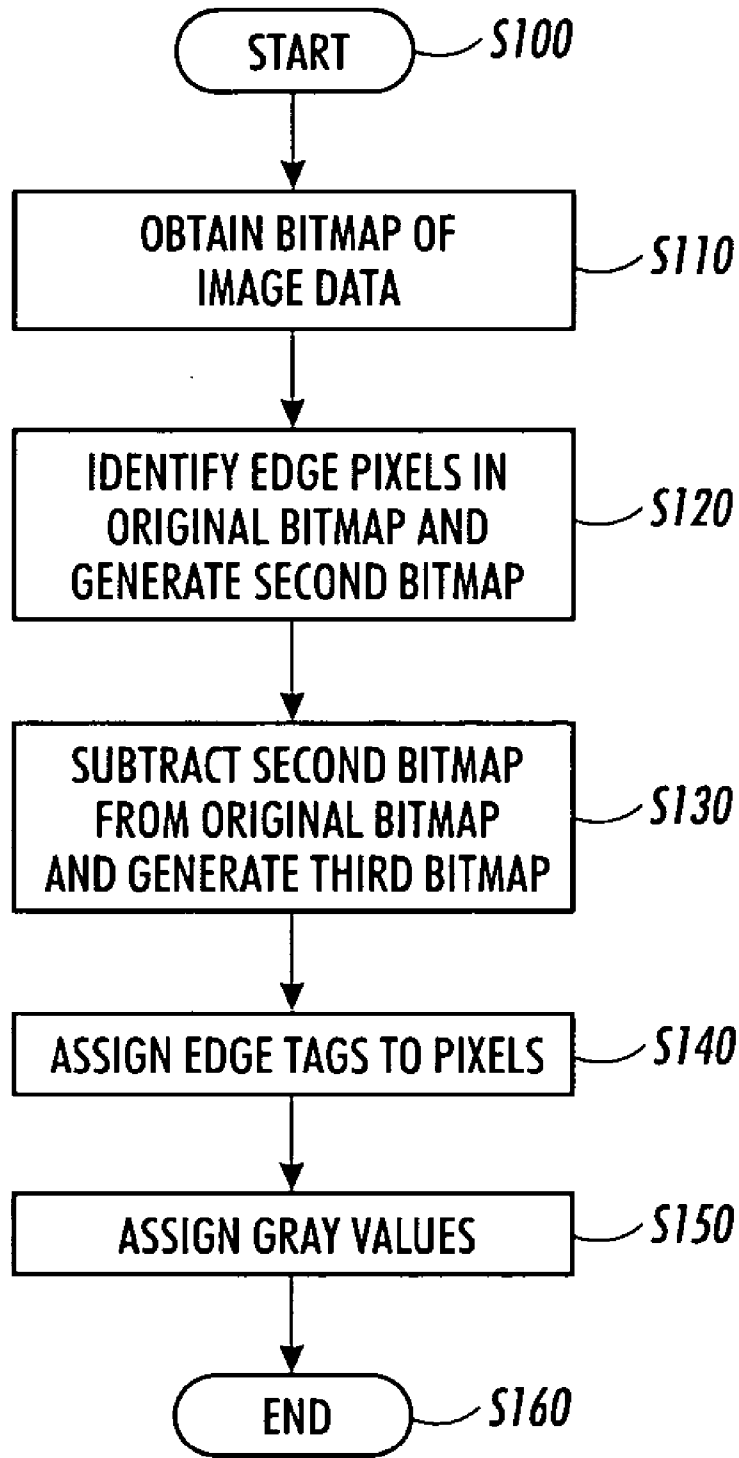 START
S100
OBTAIN BITMAP OF
IMAGE DATA
S110
IDENTIFY EDGE PIXELS IN
ORIGINAL BITMAP AND
GENERATE SECOND BITMAP
S120
SUBTRACT SECOND BITMAP
FROM ORIGINAL BITMAP
AND GENERATE THIRD BITMAP
S130
ASSIGN EDGE TAGS TO PIXELS
S140
ASSIGN GRAY VALUES
S150
END
S160